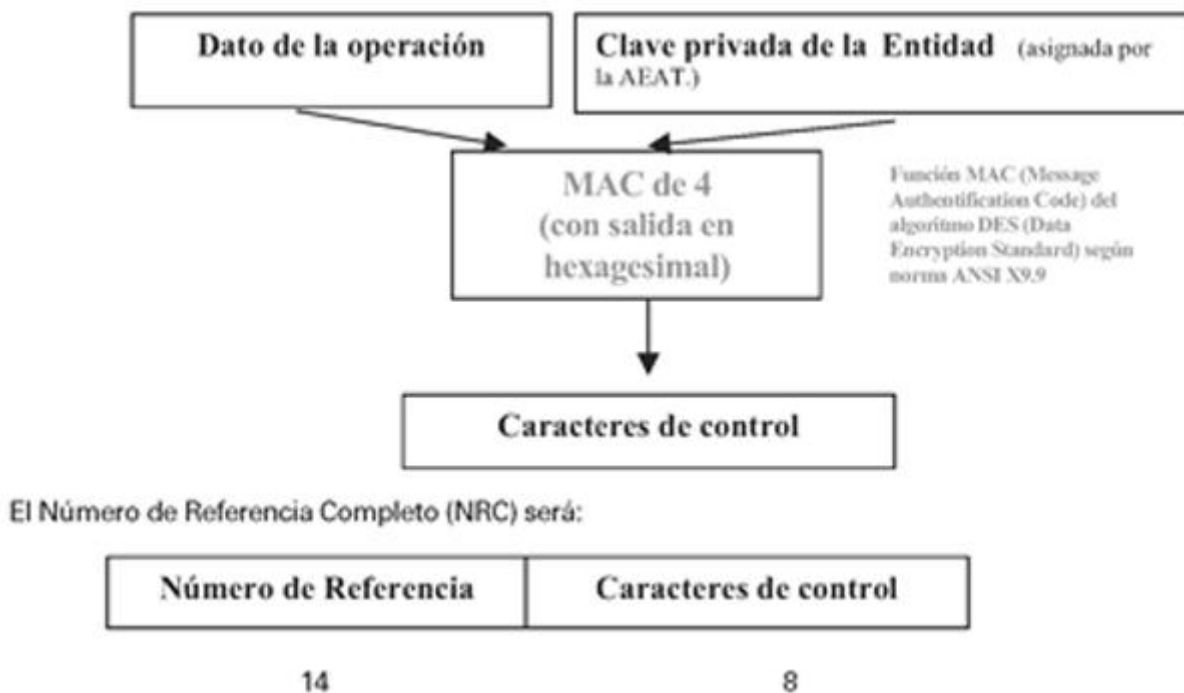 Dato de la operación
Clave privada de la Entidad (asignada por
la AEAT.)
MAC de 4
(con salida en
hexagesimal)
Función MAC (Message
Authentification Code) del
algoritmo DES (Data
Encryption Standard) según
norma ANSI X9.9
Caracteres de control
El Número de Referencia Completo (NRC) será:
Número de Referencia
Caracteres de control
14
8